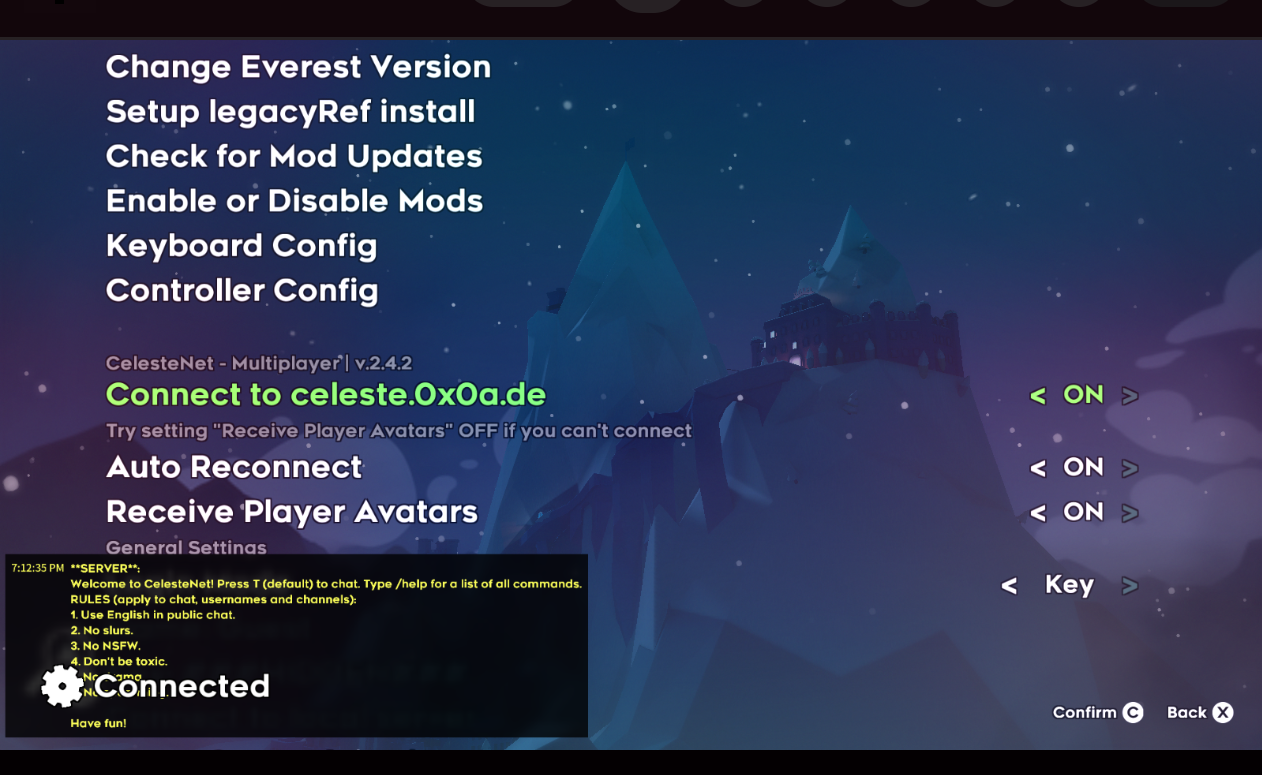 Change Everest Version
Setup legacyRef install
Check for Mod Updates
Enable or Disable Mods
Keyboard Config
Controller Config
CelesteNet - Multiplayer | v.2.4.2
Connect to celeste.0x0a.de < ON >
Try setting "Receive Player Avatars" OFF if you can't connect
Auto Reconnect < ON >
Receive Player Avatars < ON >
General Settings
< Key >
7:12:35 PM **SERVER**:
Welcome to CelesteNet! Press T (default) to chat. Type /help for a list of all commands.
RULES (apply to chat, usernames and channels):
1. Use English in public chat.
2. No slurs.
3. No NSFW.
4. Don't be toxic.
Connected
Have fun!
Confirm C Back X